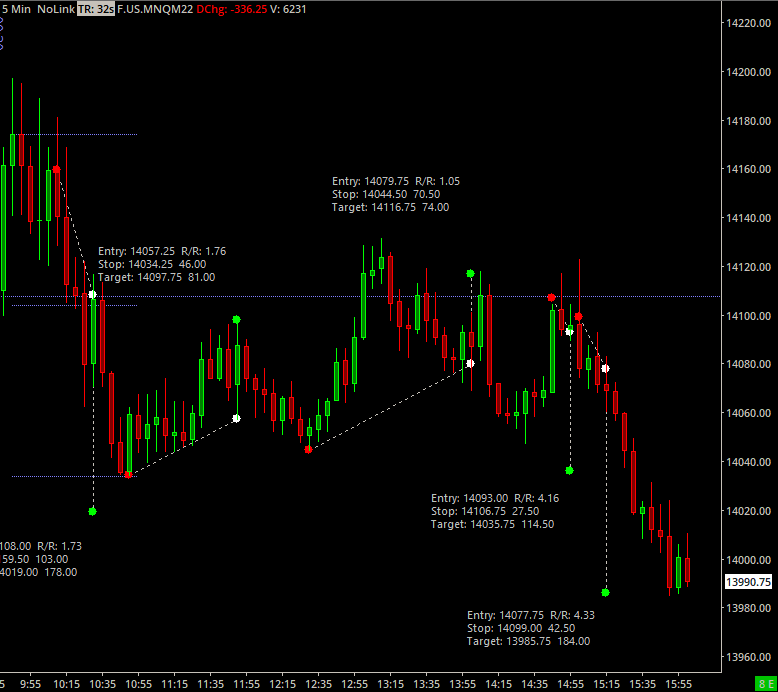 5 Min NoLink TR: 32s F.US.MNQM22 DChg: -336.25 V: 6231
14220.00
14200.00
14180.00
14160.00
14140.00
14120.00
14100.00
14080.00
14060.00
14040.00
14020.00
14000.00
13990.75
13980.00
13960.00
Entry: 14079.75 R/R: 1.05
Stop: 14044.50 70.50
Target: 14116.75 74.00
Entry: 14057.25 R/R: 1.76
Stop: 14034.25 46.00
Target: 14097.75 81.00
Entry: 14093.00 R/R: 4.16
Stop: 14106.75 27.50
Target: 14035.75 114.50
108.00 R/R: 1.73
159.50 103.00
4019.00 178.00
Entry: 14077.75 R/R: 4.33
Stop: 14099.00 42.50
Target: 13985.75 184.00
5 9:55 10:15 10:35 10:55 11:15 11:35 11:55 12:15 12:35 12:55 13:15 13:35 13:55 14:15 14:35 14:55 15:15 15:35 15:55
8 E